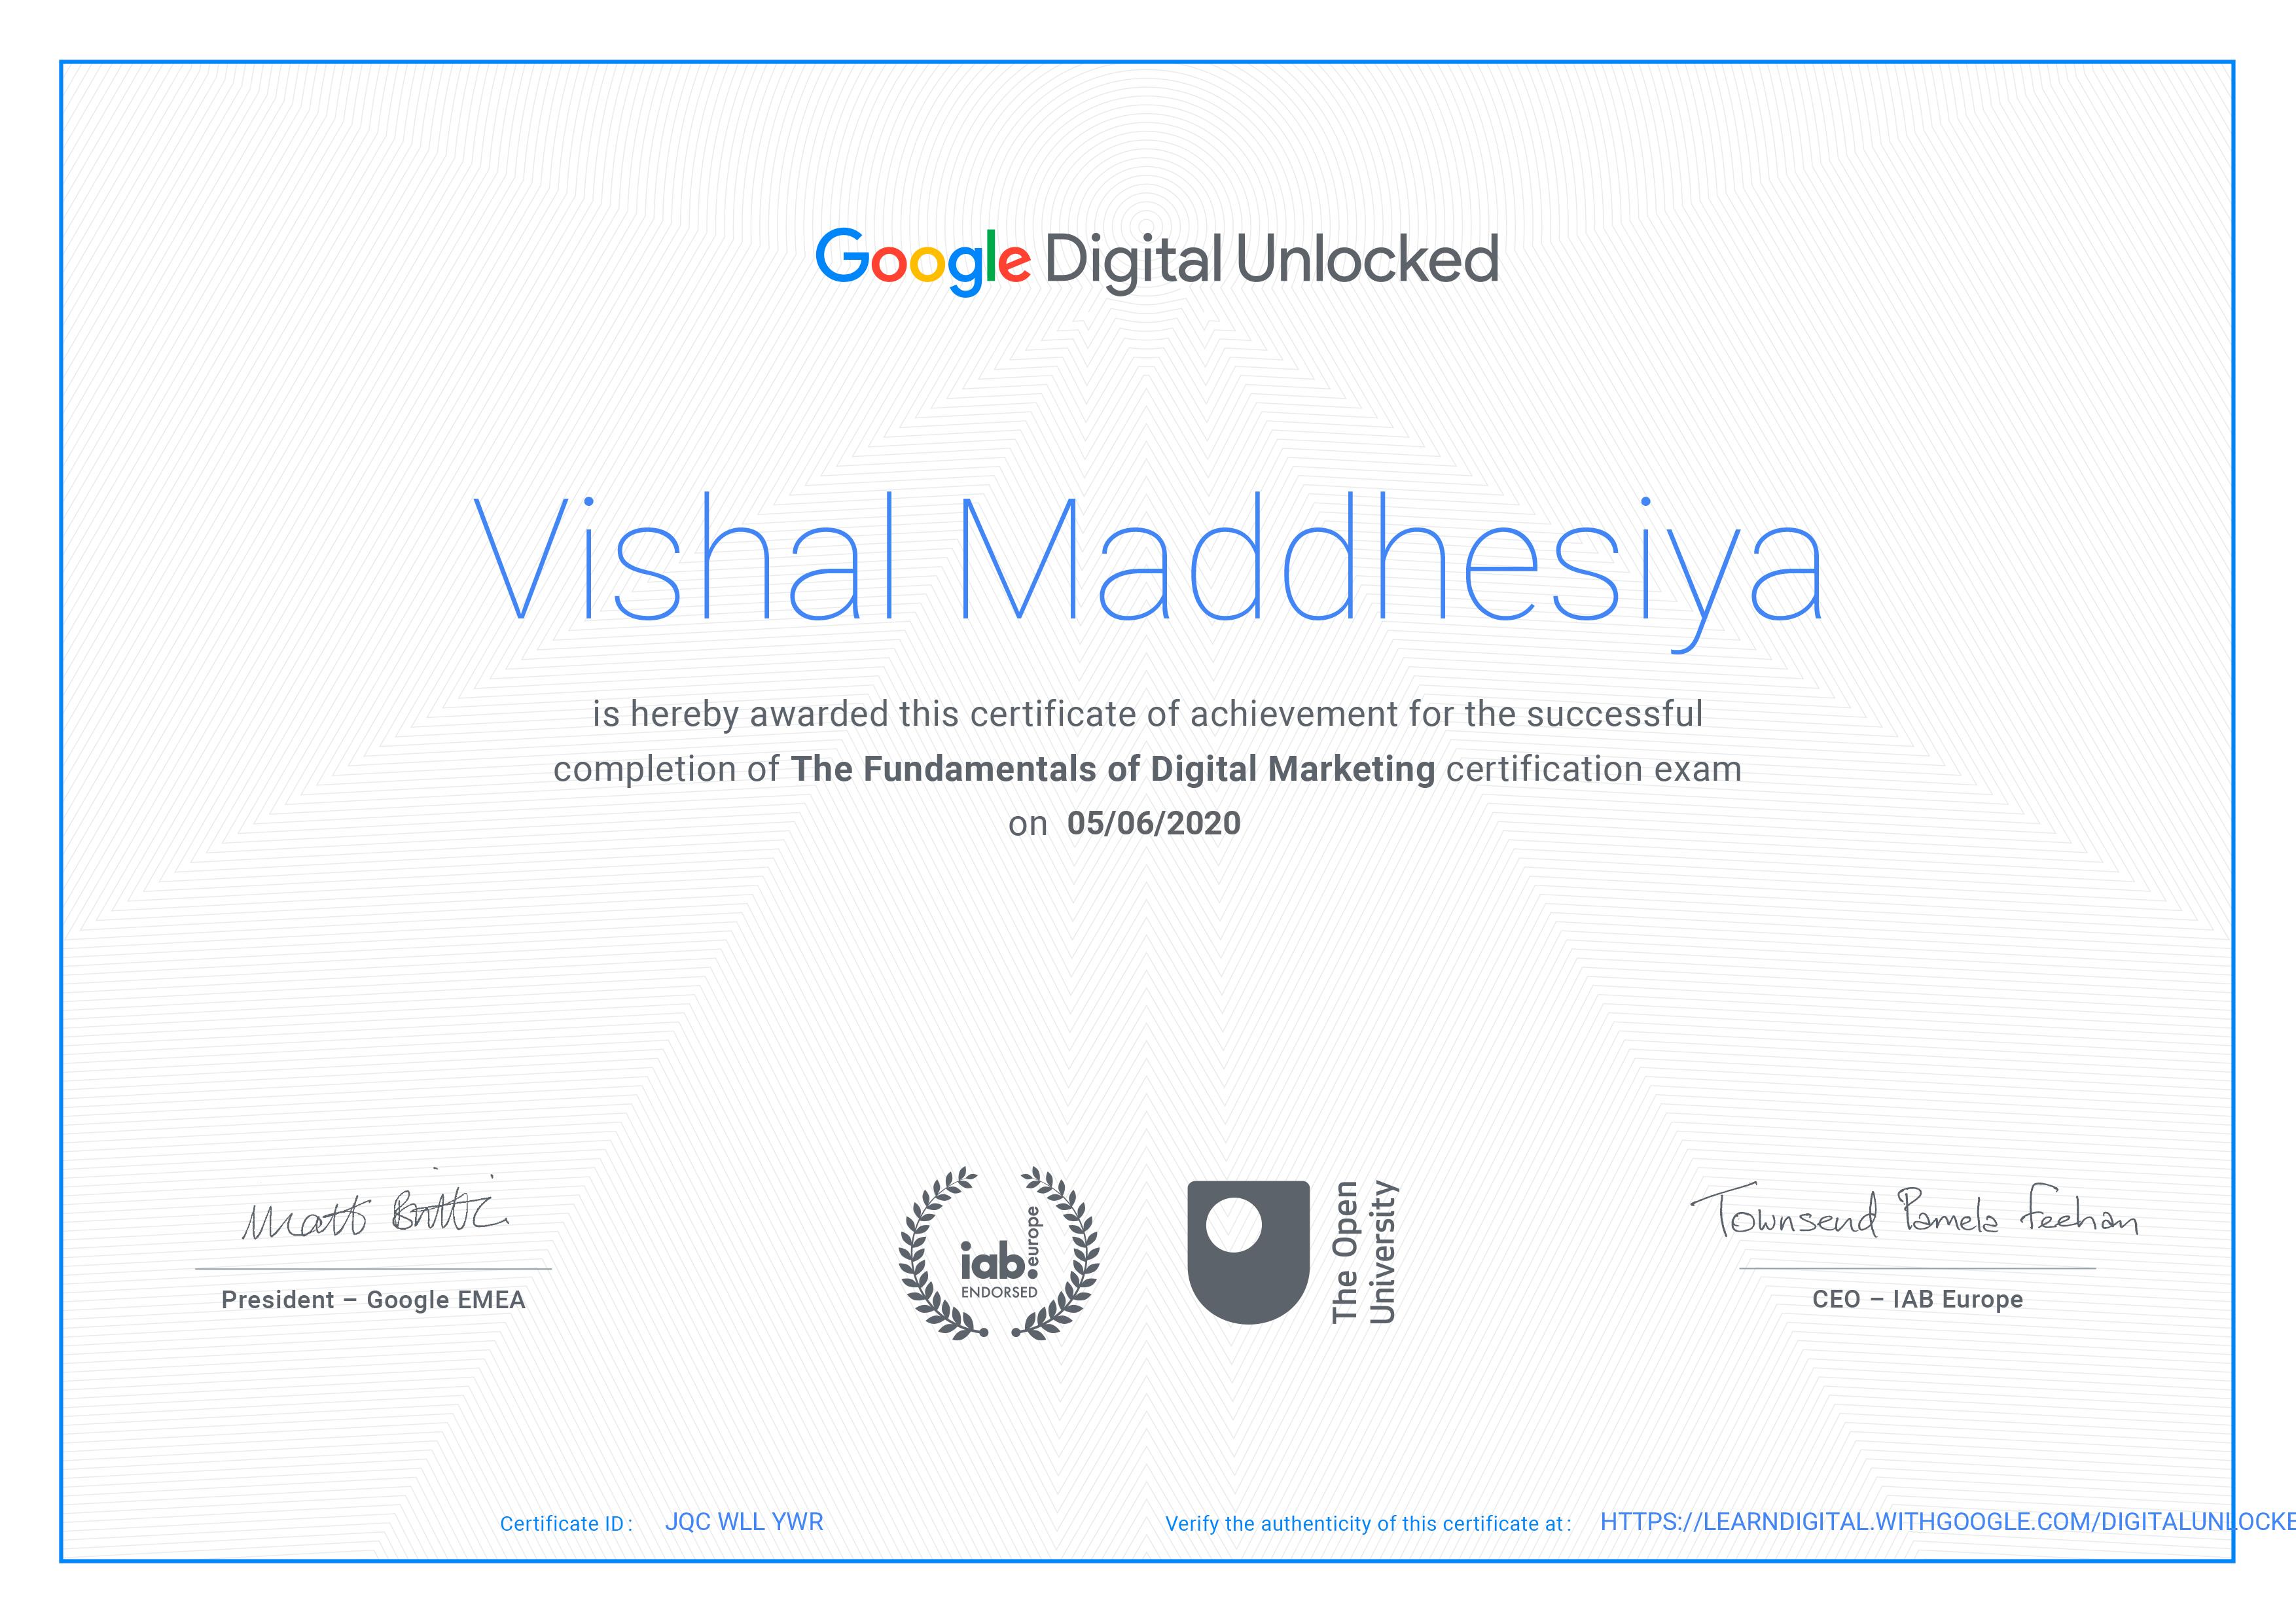 Google Digital Unlocked
Vishal Maddhesiya
is hereby awarded this certificate of achievement for the successful
completion of The Fundamentals of Digital Marketing certification exam
on 05/06/2020
Matt Brittin
President – Google EMEA
iab.europe
ENDORSED
The Open
University
Townsend Pamela Feehan
CEO – IAB Europe
Certificate ID : JQC WLL YWR
Verify the authenticity of this certificate at : HTTPS://LEARNDIGITAL.WITHGOOGLE.COM/DIGITALUNLOCKE